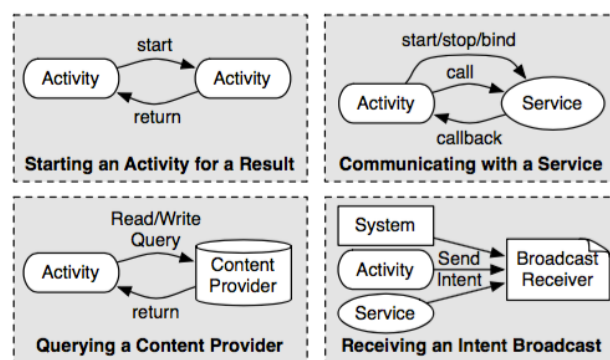 start
Activity
Activity
return
Starting an Activity for a Result
start/stop/bind
call
Activity
Service
callback
Communicating with a Service
Read/Write
Query
Activity
Content
Provider
return
Querying a Content Provider
System
Activity
Send
Intent
Service
Broadcast
Receiver
Receiving an Intent Broadcast